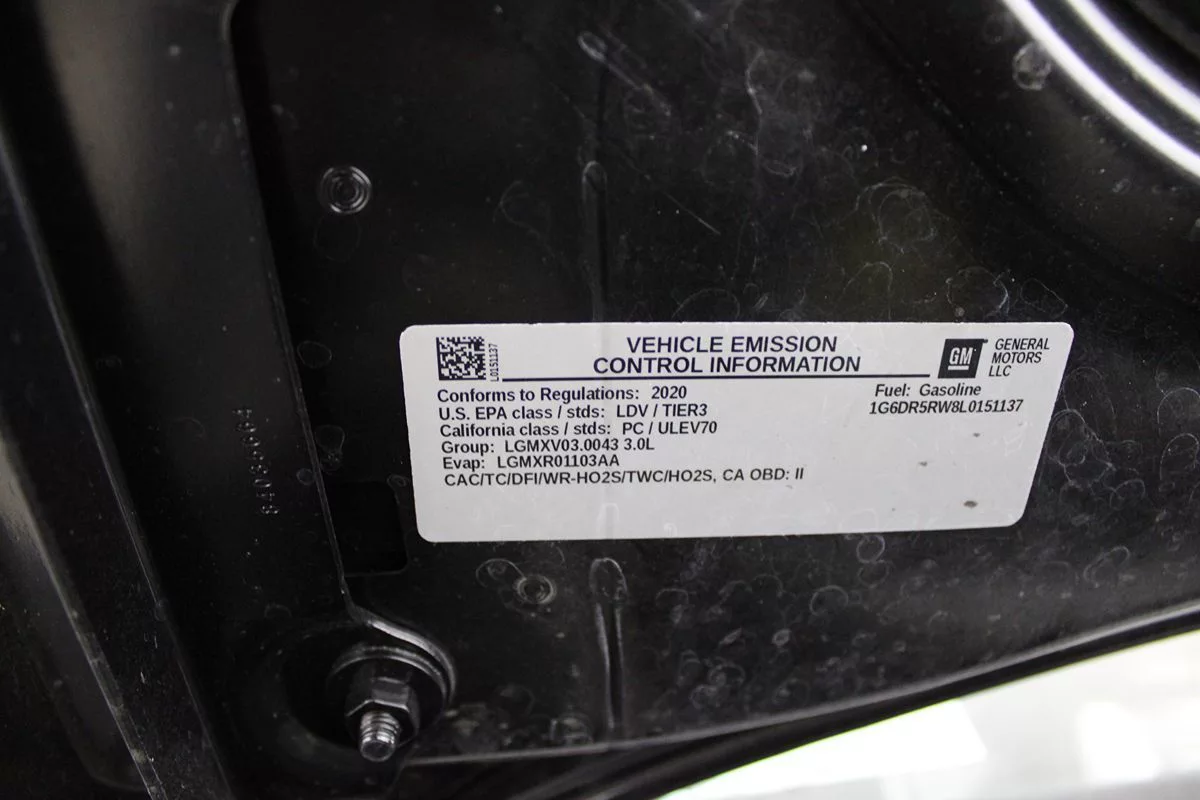 L0151137
VEHICLE EMISSION
CONTROL INFORMATION
GM
GENERAL
MOTORS
LLC
Conforms to Regulations: 2020
U.S. EPA class / stds: LDV / TIER3
California class / stds: PC / ULEV70
Group: LGMXV03.0043 3.0L
Evap: LGMXR01103AA
CAC/TC/DFI/WR-HO2S/TWC/HO2S, CA OBD: II
Fuel: Gasoline
1G6DR5RW8L0151137